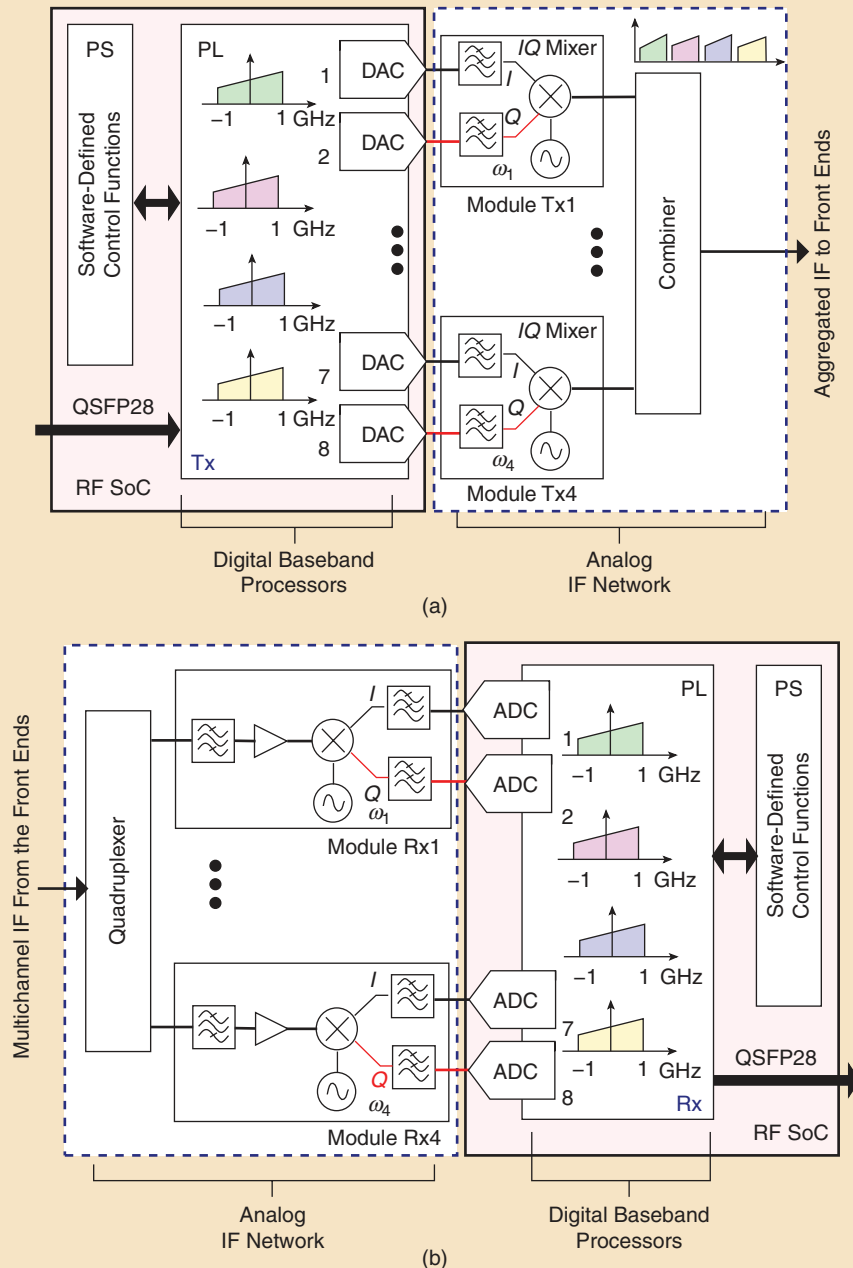 PS
Software-Defined
Control Functions
PL
-1 1 GHz
-1 1 GHz
-1 1 GHz
-1 1 GHz
1
DAC
2
DAC
7
DAC
8
DAC
QSFP28
Tx
RF SoC
IQ Mixer
I
Q
ω1
Module Tx1
IQ Mixer
I
Q
ω4
Module Tx4
Combiner
Aggregated IF to Front Ends
Digital Baseband
Processors
Analog
IF Network
(a)
Multichannel IF From the Front Ends
Quadruplexer
I
Q
ω1
Module Rx1
I
Q
ω4
Module Rx4
ADC
1
ADC
2
ADC
7
ADC
8
PL
-1 1 GHz
-1 1 GHz
-1 1 GHz
-1 1 GHz
Rx
PS
Software-Defined
Control Functions
QSFP28
RF SoC
Analog
IF Network
Digital Baseband
Processors
(b)